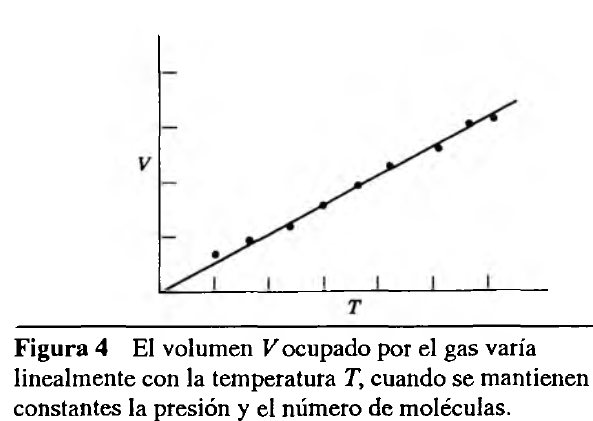 V
T
Figura 4 El volumen V ocupado por el gas varía
linealmente con la temperatura T, cuando se mantienen
constantes la presión y el número de moléculas.